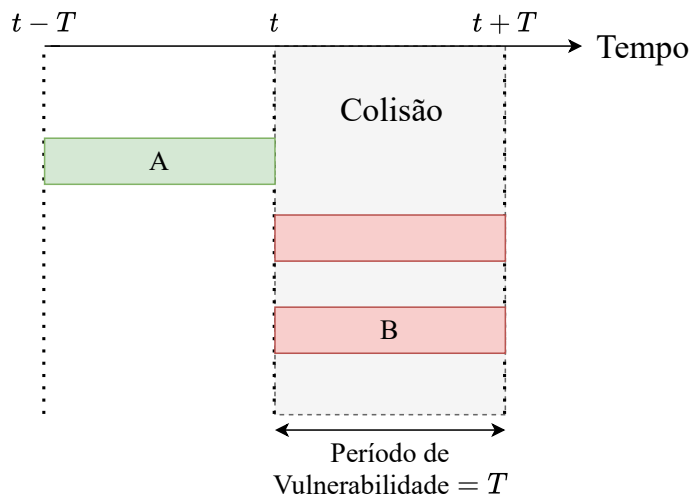 t − T
t
t + T
Tempo
Colisão
A
B
Período de
Vulnerabilidade = T